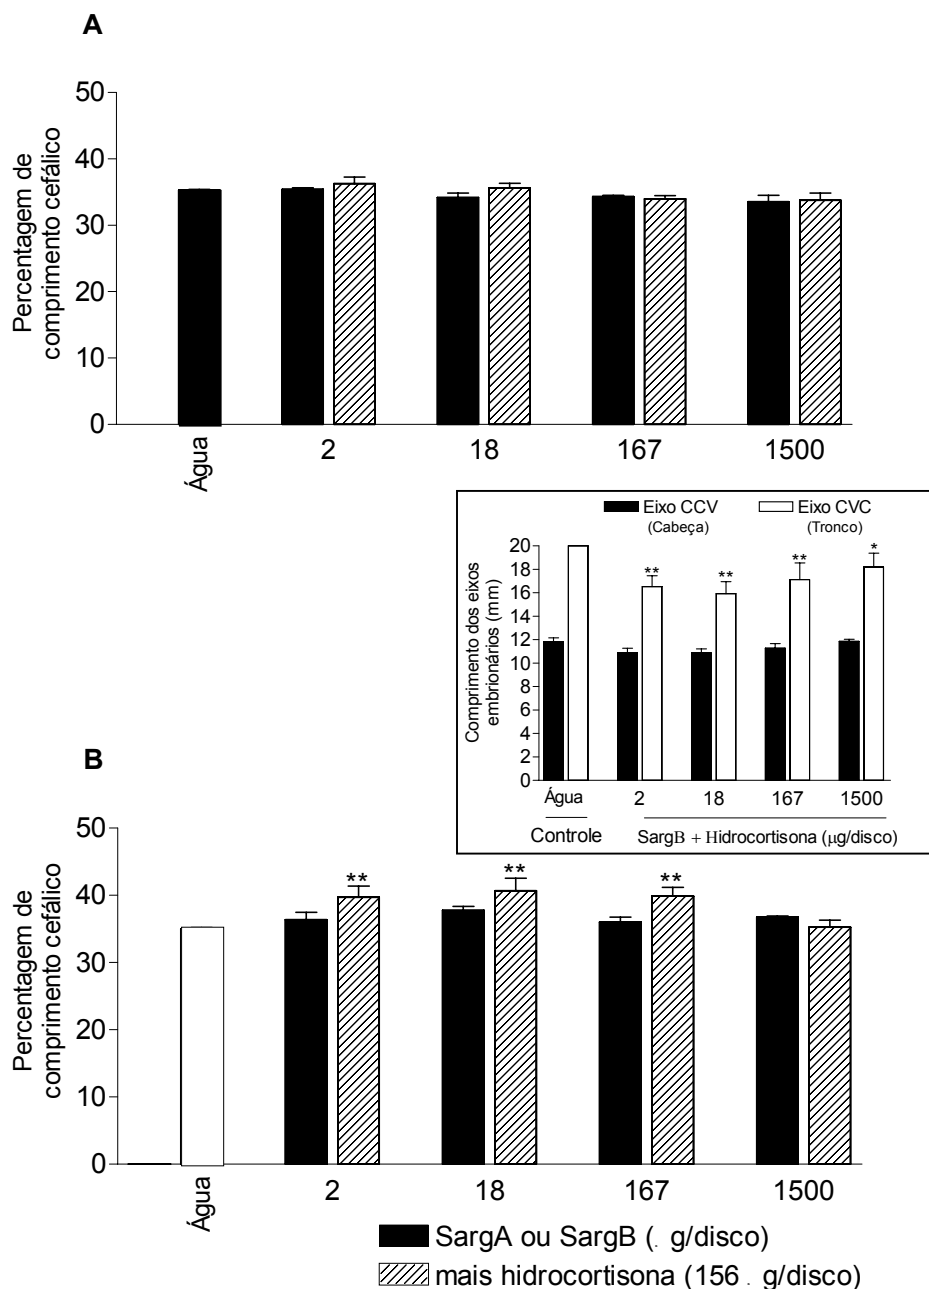 A
Percentagem de
comprimento cefálico
50
40
30
20
10
0
Água
2
18
167
1500
Eixo CCV
(Cabeça)
Eixo CVC
(Tronco)
Comprimento dos eixos
embrionários (mm)
20
18
16
14
12
10
8
6
4
2
0
**
**
**
*
Água
2
18
167
1500
Controle
SargB + Hidrocortisona (µg/disco)
B
Percentagem de
comprimento cefálico
50
40
30
20
10
0
**
**
**
Água
2
18
167
1500
SargA ou SargB (. g/disco)
mais hidrocortisona (156 . g/disco)